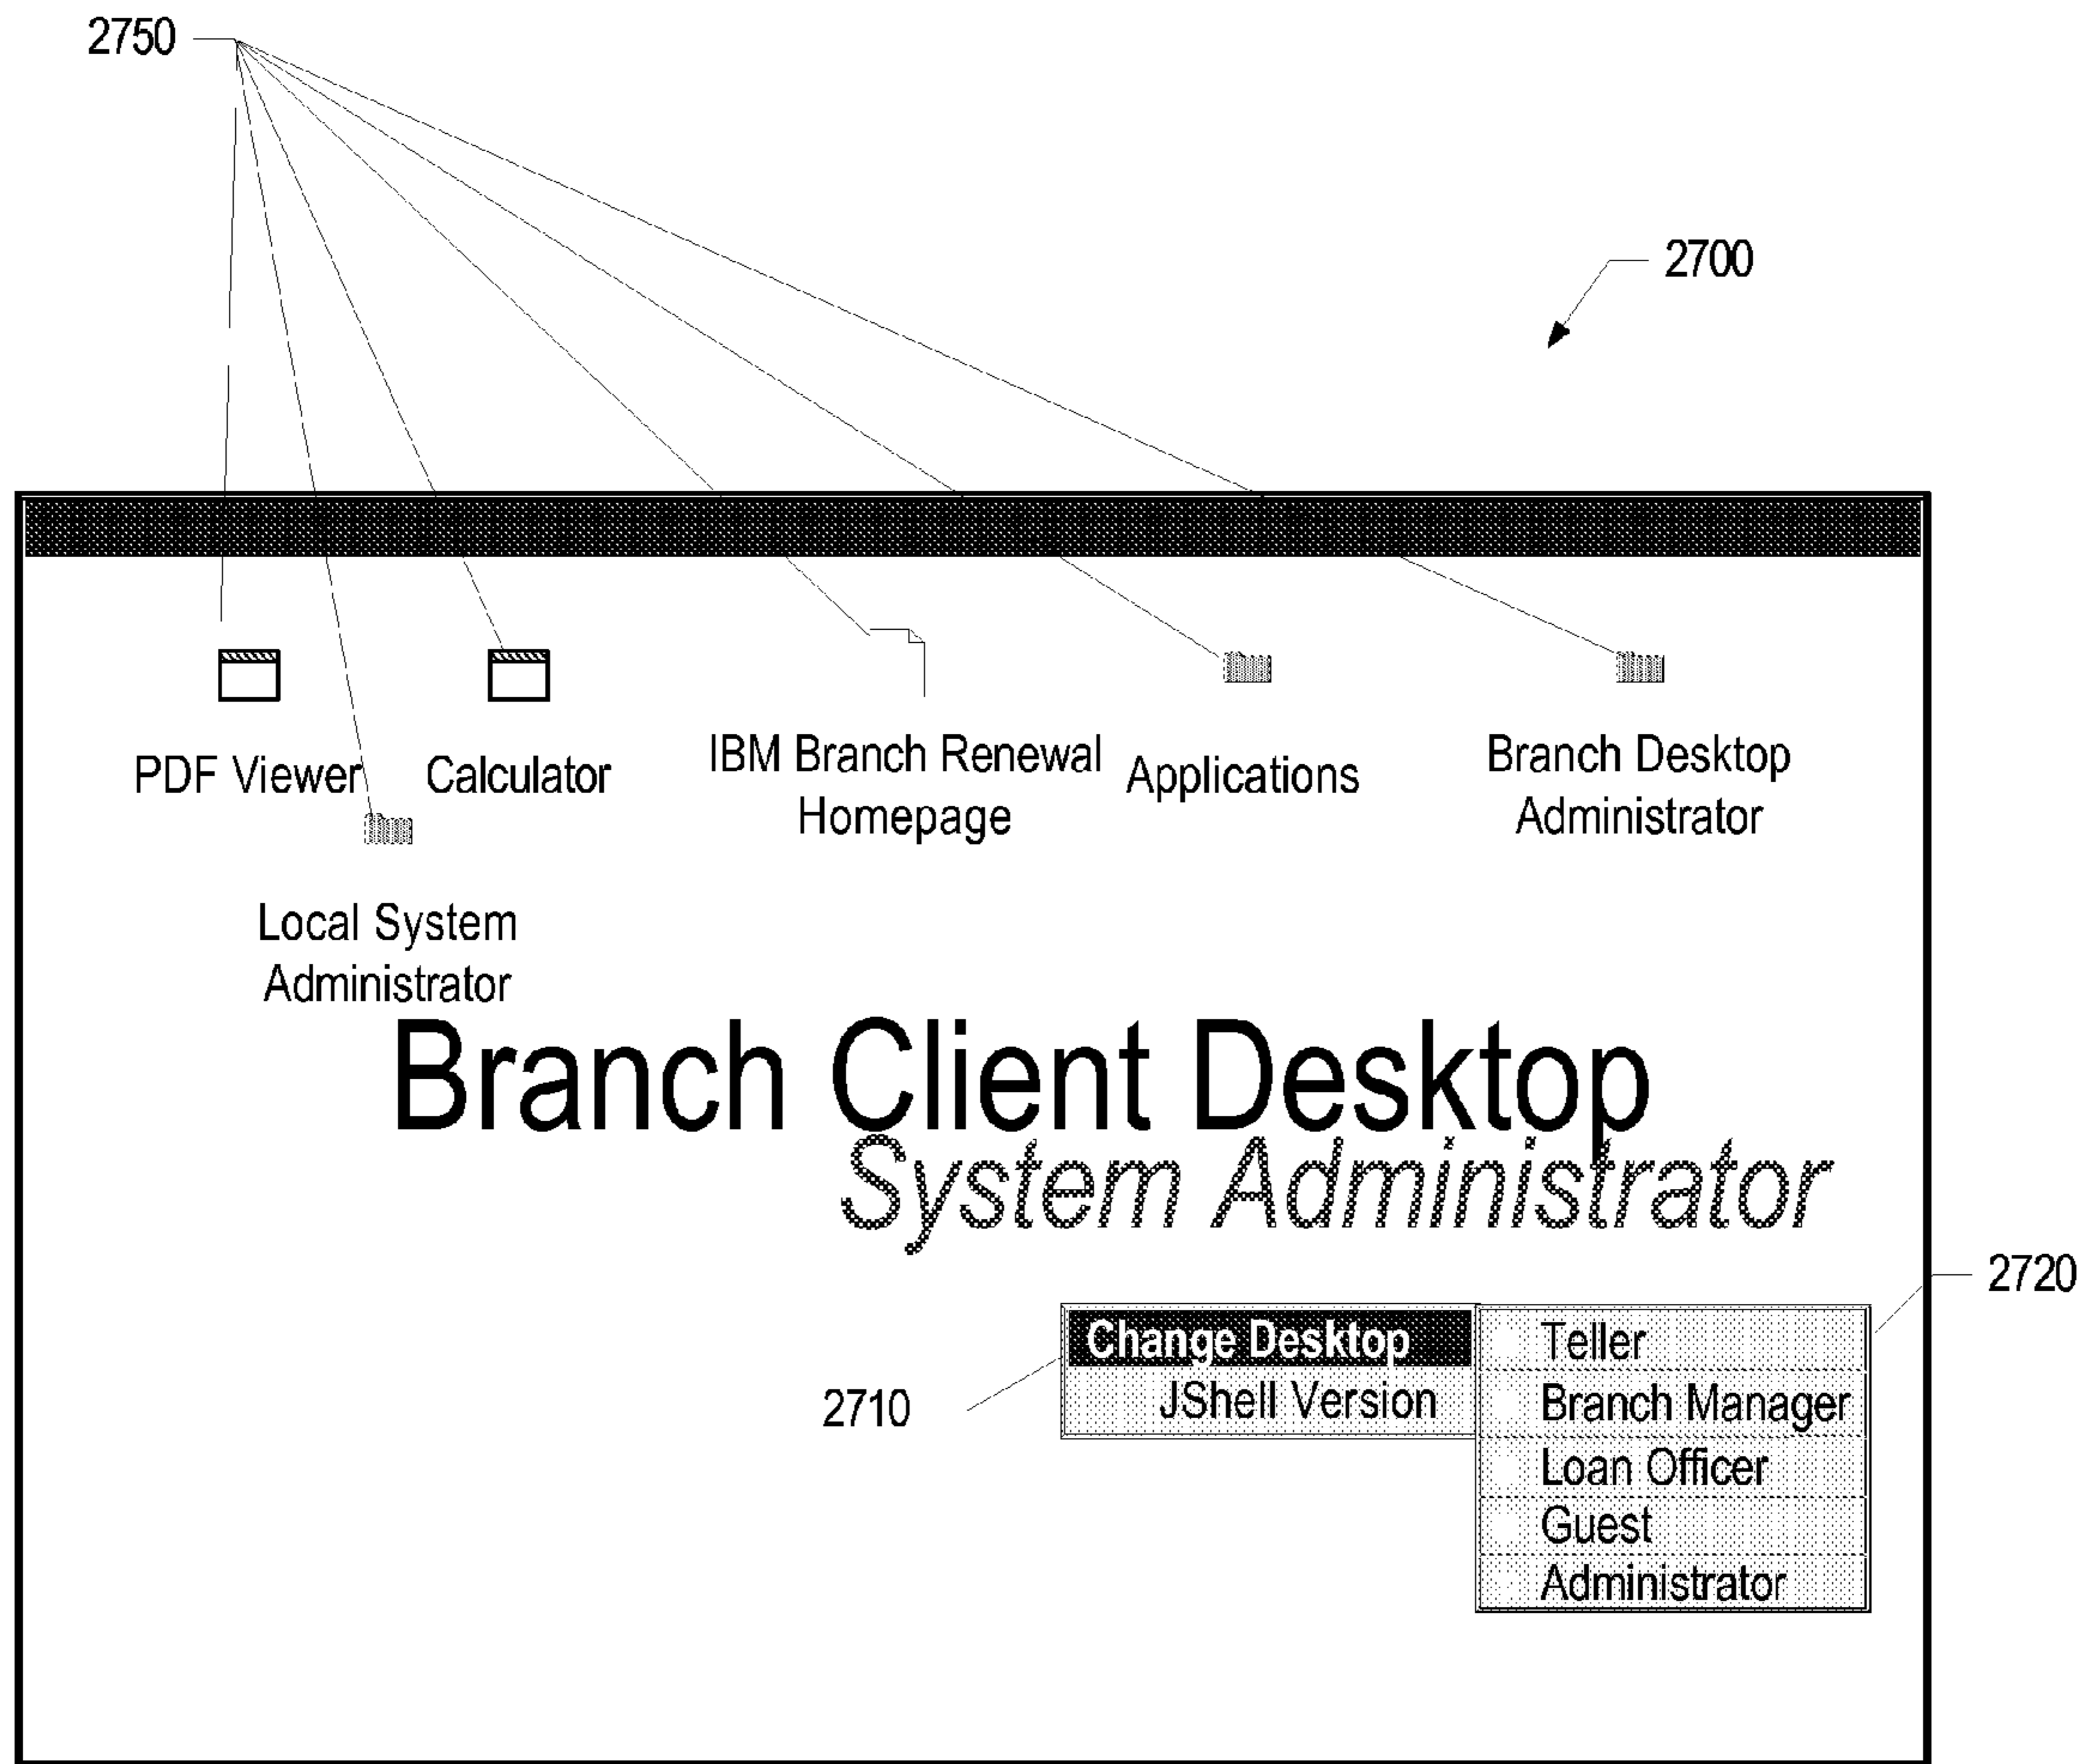 2750
2700
PDF Viewer
Calculator
IBM Branch Renewal
Homepage
Applications
Branch Desktop
Administrator
Local System
Administrator
Branch Client Desktop
System Administrator
2720
Change Desktop
JShell Version
2710
Teller
Branch Manager
Loan Officer
Guest
Administrator